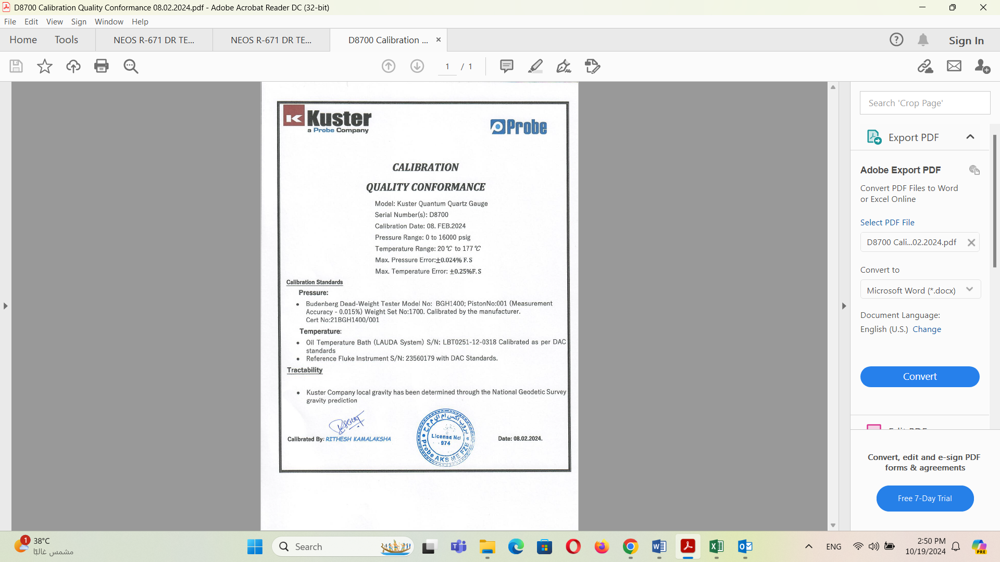 D8700 Calibration Quality Conformance 08.02.2024.pdf - Adobe Acrobat Reader DC (32-bit)
File Edit View Sign Window Help
Home Tools NEOS R-671 DR TE... NEOS R-671 DR TE... D8700 Calibration ... Sign In
1 / 1
Kuster
a Probe Company
Probe
CALIBRATION
QUALITY CONFORMANCE
Model: Kuster Quantum Quartz Gauge
Serial Number(s): D8700
Calibration Date: 08. FEB.2024
Pressure Range: 0 to 16000 psig
Temperature Range: 20℃ to 177℃
Max. Pressure Error:±0.024% F.S
Max. Temperature Error: ±0.25%F.S
Calibration Standards
Pressure:
• Budenberg Dead-Weight Tester Model No: BGH1400; PistonNo:001 (Measurement
Accuracy - 0.015%) Weight Set No:1700. Calibrated by the manufacturer.
Cert No:21BGH1400/001
Temperature:
• Oil Temperature Bath (LAUDA System) S/N: LBT0251-12-0318 Calibrated as per DAC
standards
• Reference Fluke Instrument S/N: 23560179 with DAC Standards.
Tractability
• Kuster Company local gravity has been determined through the National Geodetic Survey
gravity prediction
Calibrated By: RITHESH KAMALAKSHA
بروب اكس ام اي م م ح
License No
974
Probe AKS ME FZE
Date: 08.02.2024.
Search 'Crop Page'
Export PDF
Adobe Export PDF
Convert PDF Files to Word
or Excel Online
Select PDF File
D8700 Cali...02.2024.pdf
Convert to
Microsoft Word (*.docx)
Document Language:
English (U.S.) Change
Convert
Edit PDF
Convert, edit and e-sign PDF
forms & agreements
Free 7-Day Trial
1
38°C
مشمس غالبًا
Search
ENG
2:50 PM
10/19/2024
PRE